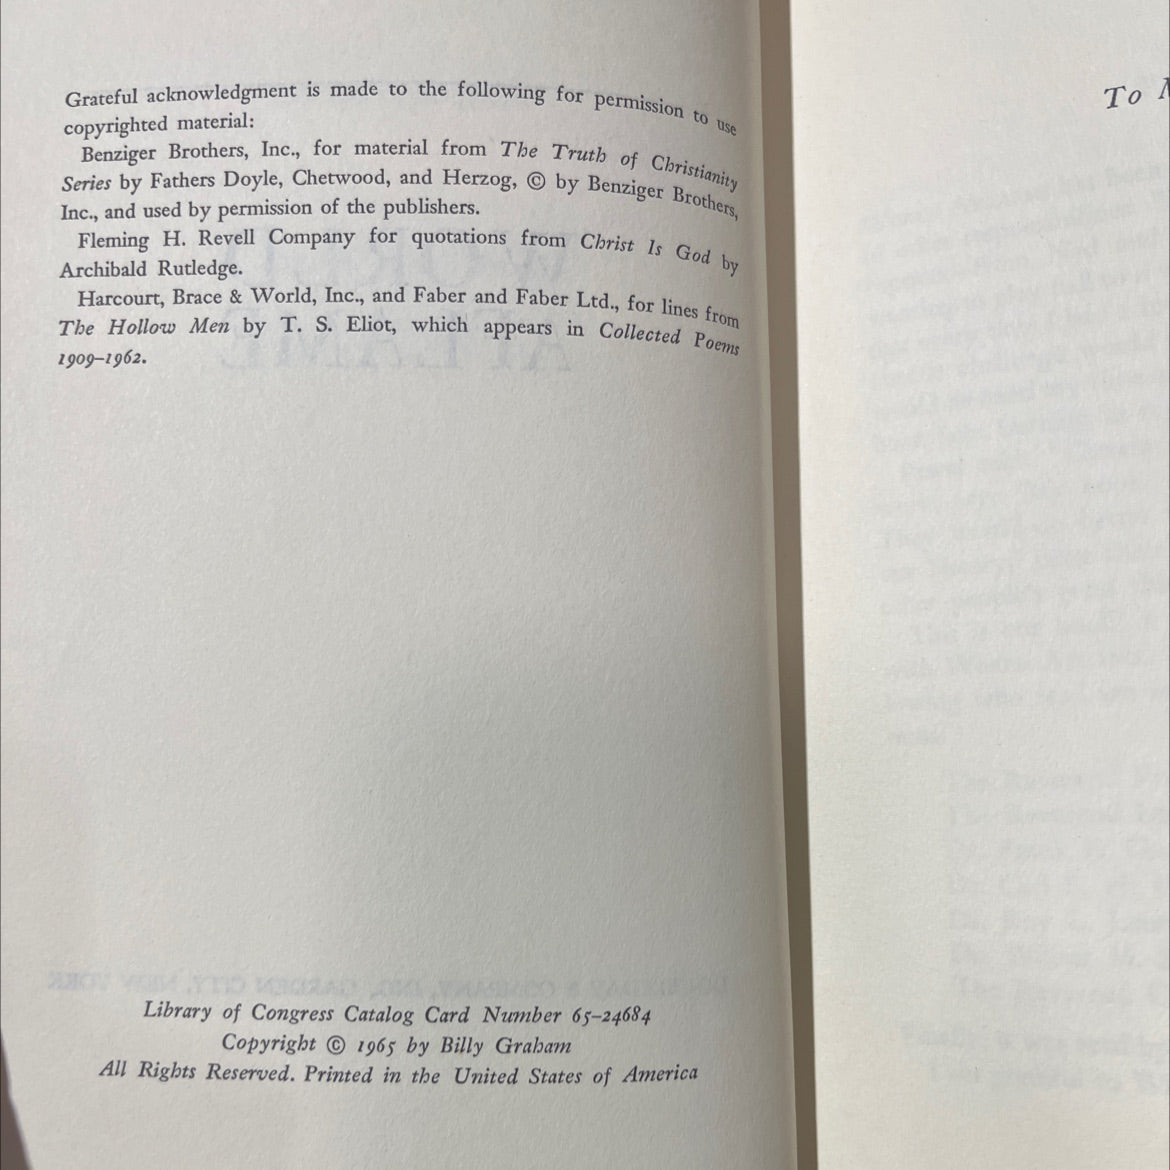 Grateful acknowledgment is made to the following for permission to use
copyrighted material:
Benziger Brothers, Inc., for material from The Truth of Christianity
Series by Fathers Doyle, Chetwood, and Herzog, © by Benziger Brothers,
Inc., and used by permission of the publishers.
Fleming H. Revell Company for quotations from Christ Is God by
Archibald Rutledge.
Harcourt, Brace & World, Inc., and Faber and Faber Ltd., for lines from
The Hollow Men by T. S. Eliot, which appears in Collected Poems
1909–1962.
Library of Congress Catalog Card Number 65–24684
Copyright © 1965 by Billy Graham
All Rights Reserved. Printed in the United States of America
To